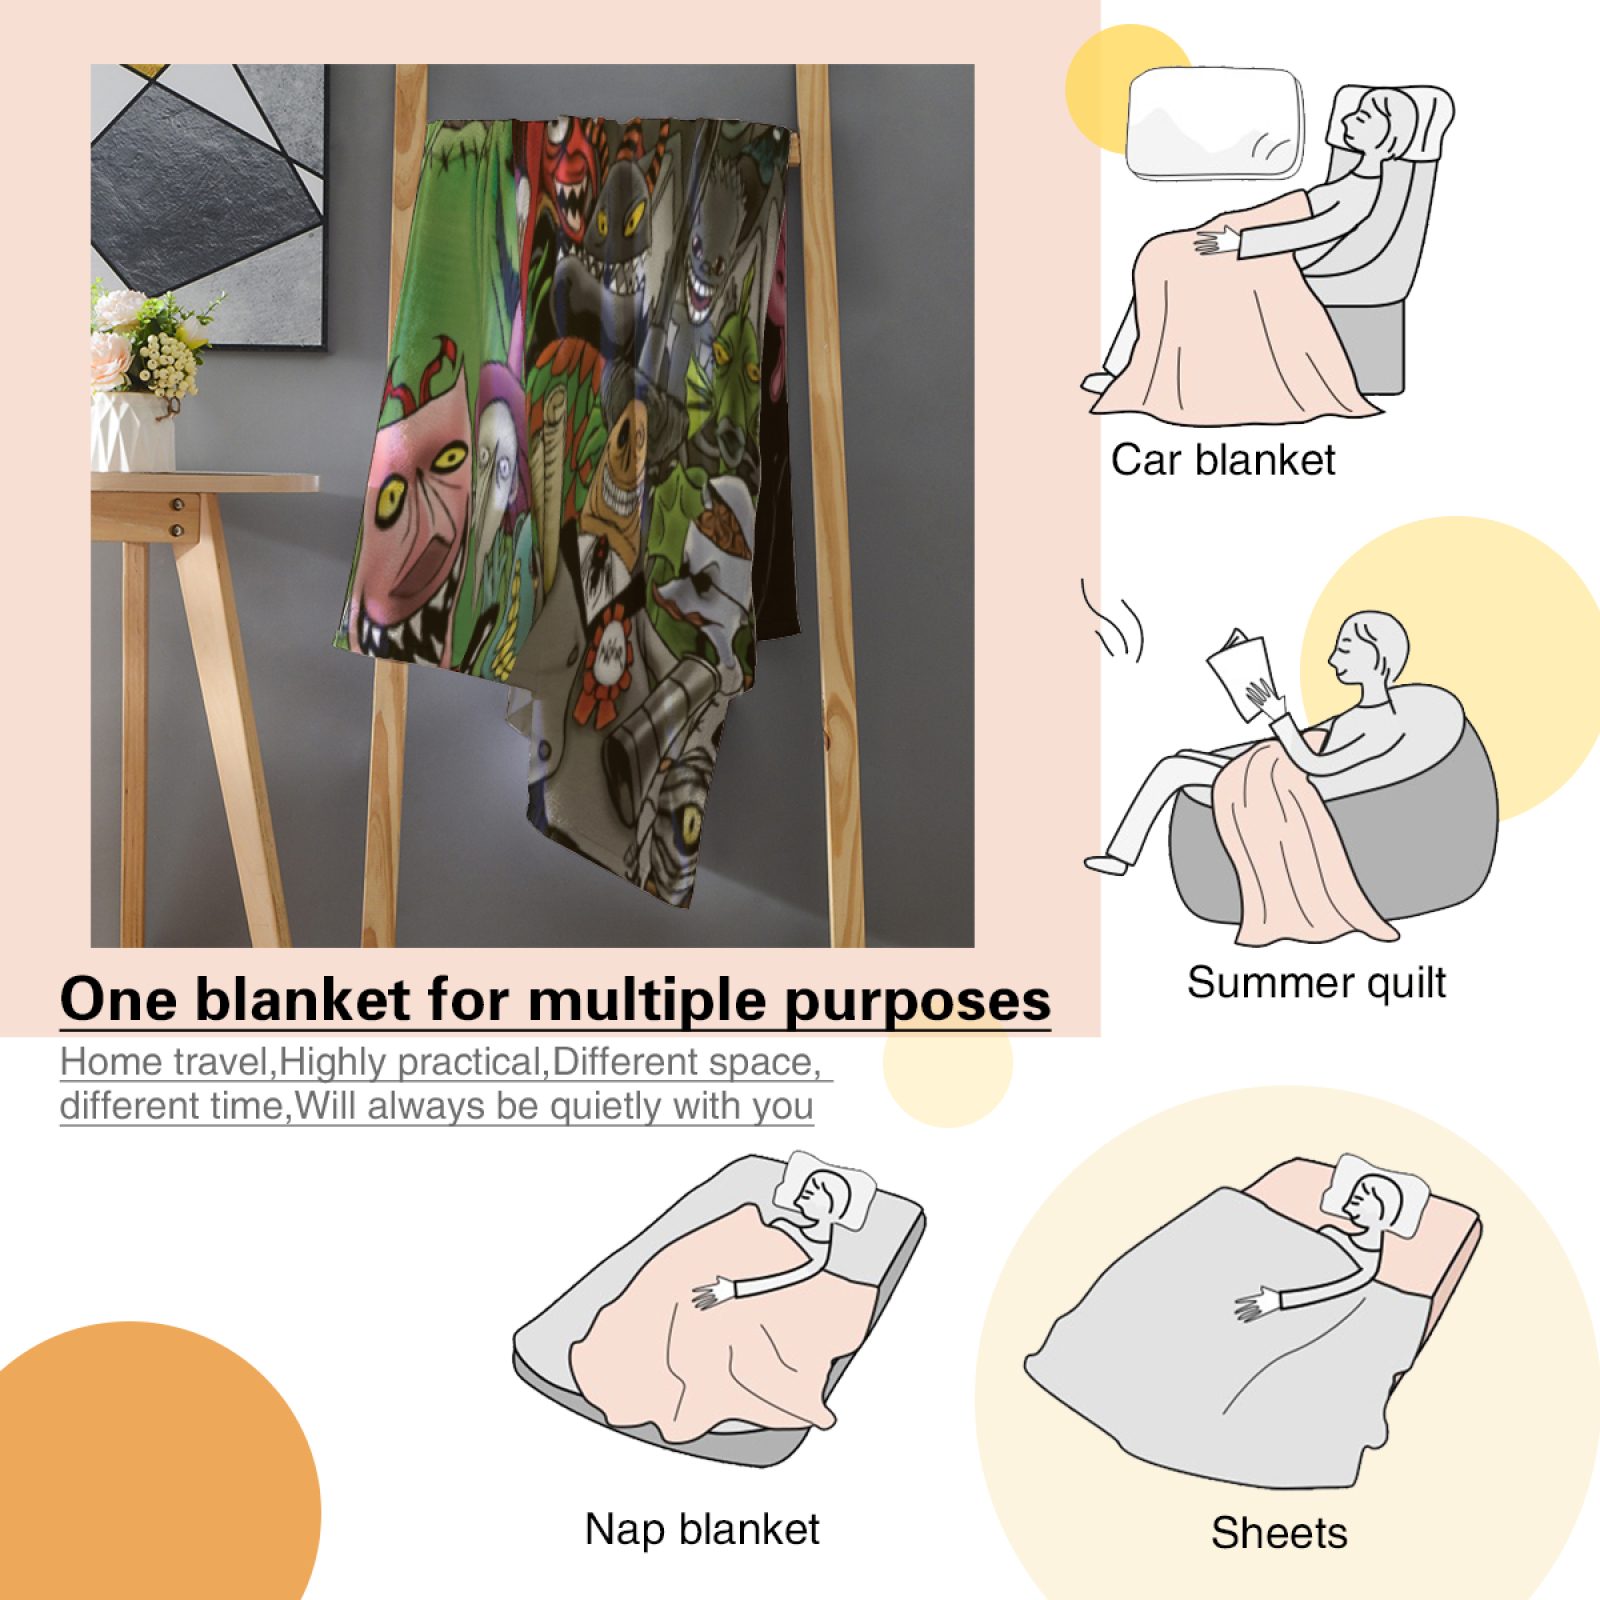 Car blanket
Summer quilt
One blanket for multiple purposes
Home travel,Highly practical,Different space,
different time,Will always be quietly with you
Nap blanket
Sheets